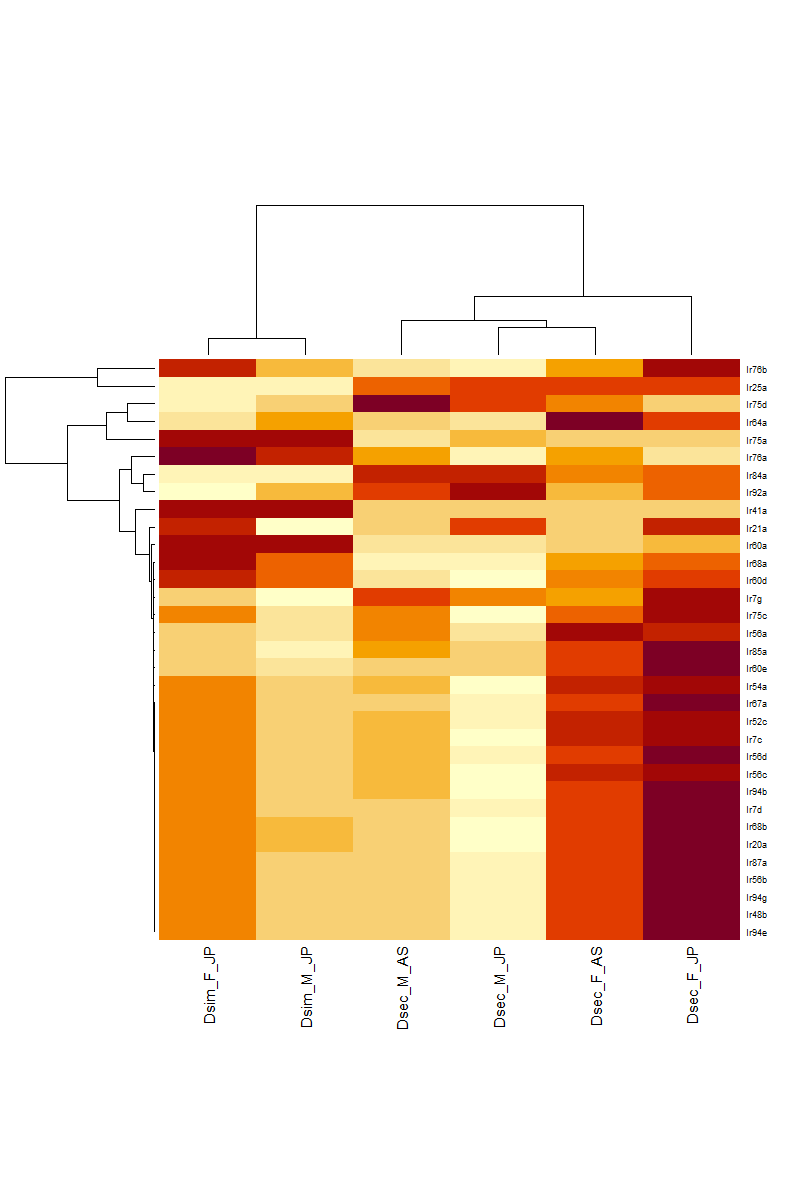 Ir76b
Ir25a
Ir75d
Ir64a
Ir75a
Ir76a
Ir84a
Ir92a
Ir41a
Ir21a
Ir60a
Ir68a
Ir60d
Ir7g
Ir75c
Ir56a
Ir85a
Ir60e
Ir54a
Ir67a
Ir52c
Ir7c
Ir56d
Ir56c
Ir94b
Ir7d
Ir68b
Ir20a
Ir87a
Ir56b
Ir94g
Ir48b
Ir94e
Dsim_F_JP
Dsim_M_JP
Dsec_M_AS
Dsec_M_JP
Dsec_F_AS
Dsec_F_JP